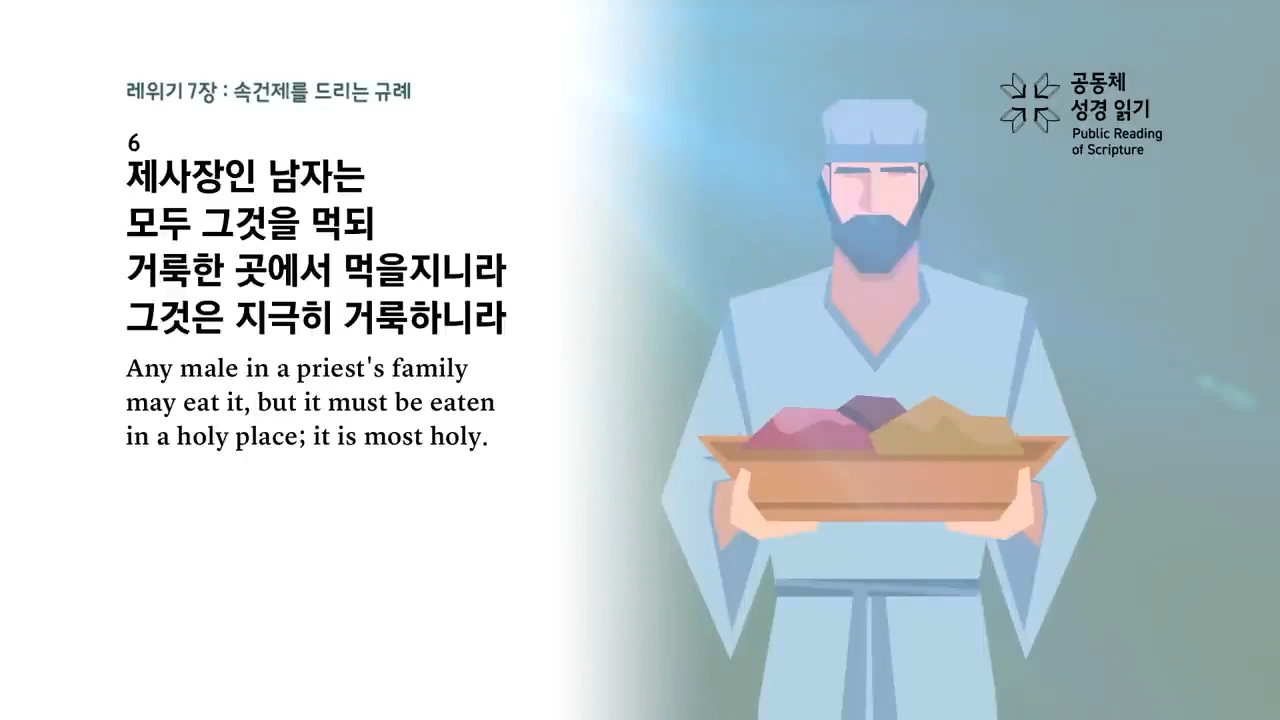 레위기 7장 : 속건제를 드리는 규례
6
제사장인 남자는
모두 그것을 먹되
거룩한 곳에서 먹을지니라
그것은 지극히 거룩하니라
Any male in a priest's family
may eat it, but it must be eaten
in a holy place; it is most holy.
공동체
성경 읽기
Public Reading
of Scripture